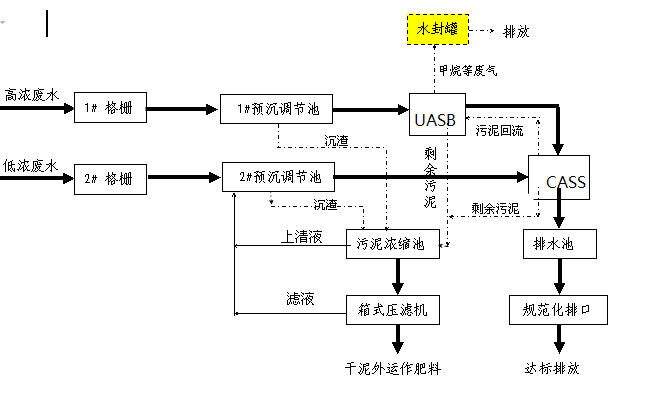 水封罐
排放
甲烷等废气
高浓废水
1# 格栅
1#预沉调节池
UASB
污泥回流
沉渣
剩余污泥
低浓废水
2# 格栅
2#预沉调节池
CASS
沉渣
剩余污泥
上清液
污泥浓缩池
排水池
滤液
箱式压滤机
规范化排口
干泥外运作肥料
达标排放